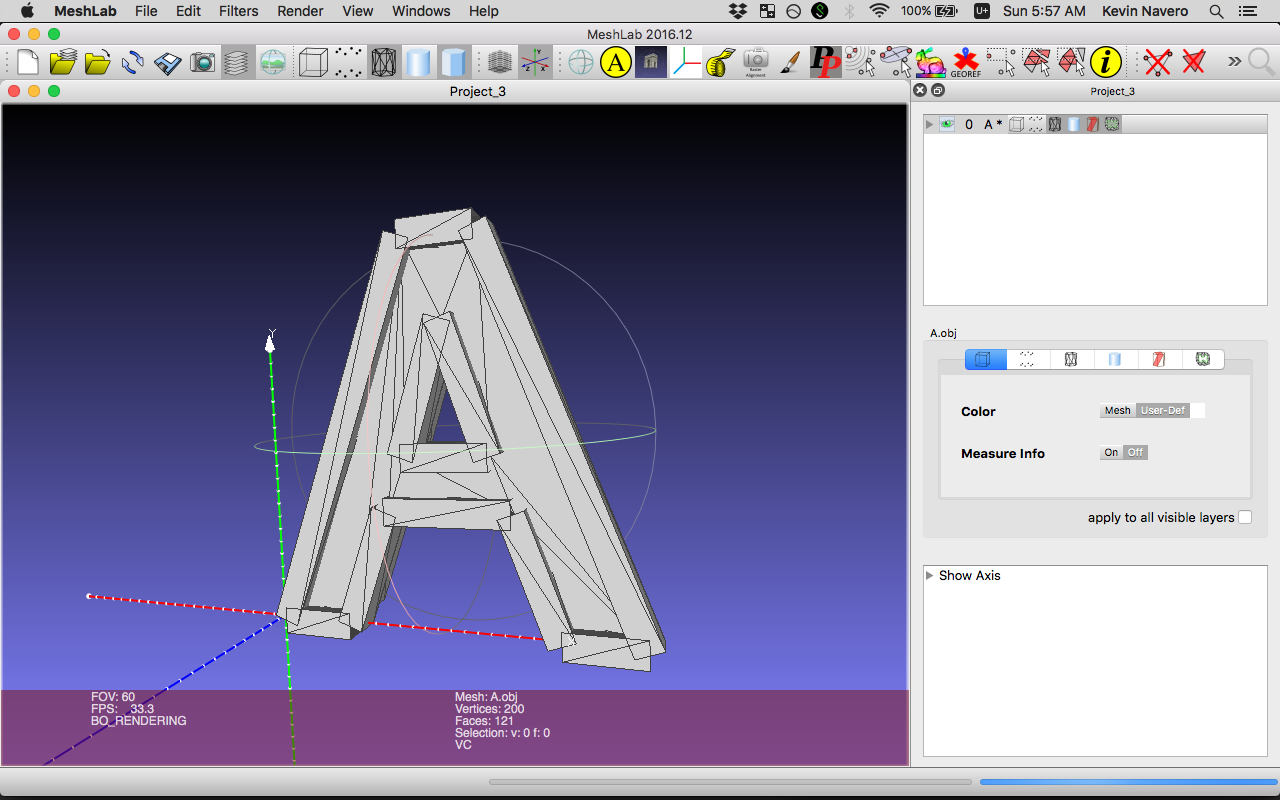 MeshLab File Edit Filters Render View Windows Help 100% U+ Sun 5:57 AM Kevin Navero
MeshLab 2016.12
A PP GEOREF i »
Project_3
Project_3
0 A *
Y
A.obj
Color Mesh User-Def
Measure Info On Off
apply to all visible layers
Show Axis
FOV: 60
FPS: 33.3
BO_RENDERING
Mesh: A.obj
Vertices: 200
Faces: 121
Selection: v: 0 f: 0
VC